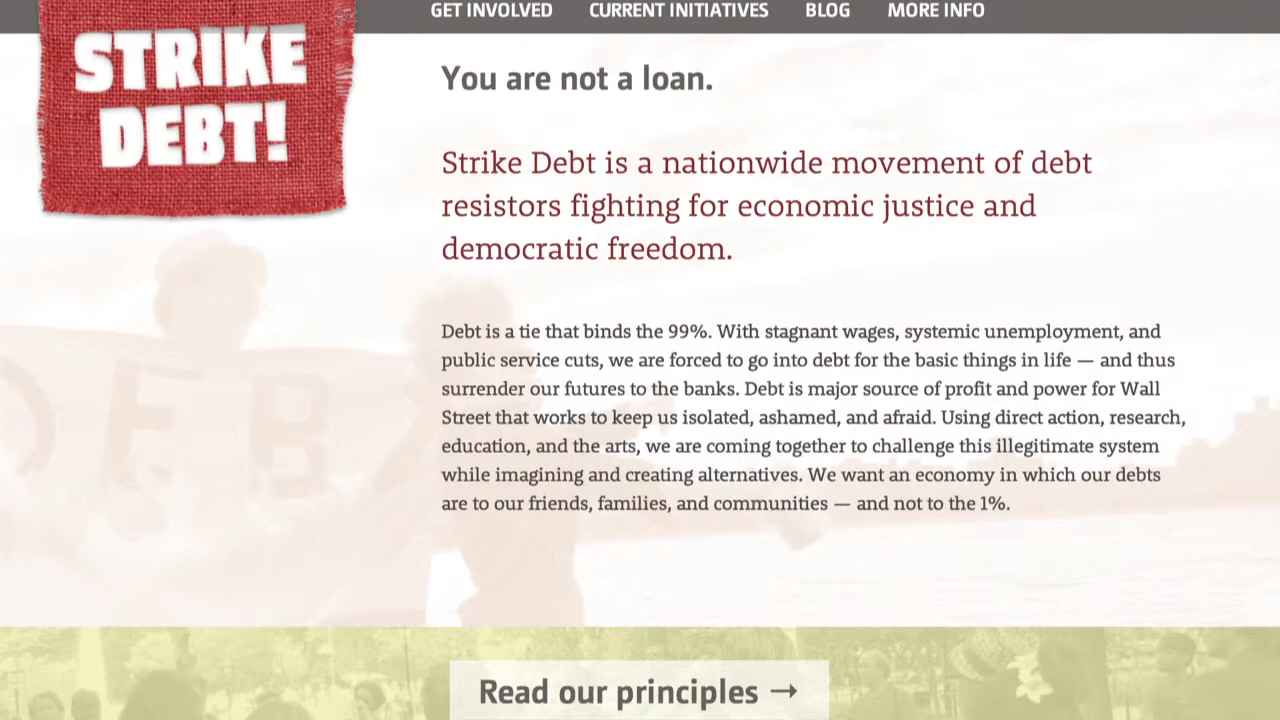 GET INVOLVED CURRENT INITIATIVES BLOG MORE INFO
STRIKE
DEBT!
You are not a loan.
Strike Debt is a nationwide movement of debt
resistors fighting for economic justice and
democratic freedom.
Debt is a tie that binds the 99%. With stagnant wages, systemic unemployment, and
public service cuts, we are forced to go into debt for the basic things in life — and thus
surrender our futures to the banks. Debt is major source of profit and power for Wall
Street that works to keep us isolated, ashamed, and afraid. Using direct action, research,
education, and the arts, we are coming together to challenge this illegitimate system
while imagining and creating alternatives. We want an economy in which our debts
are to our friends, families, and communities — and not to the 1%.
DEB
Read our principles →